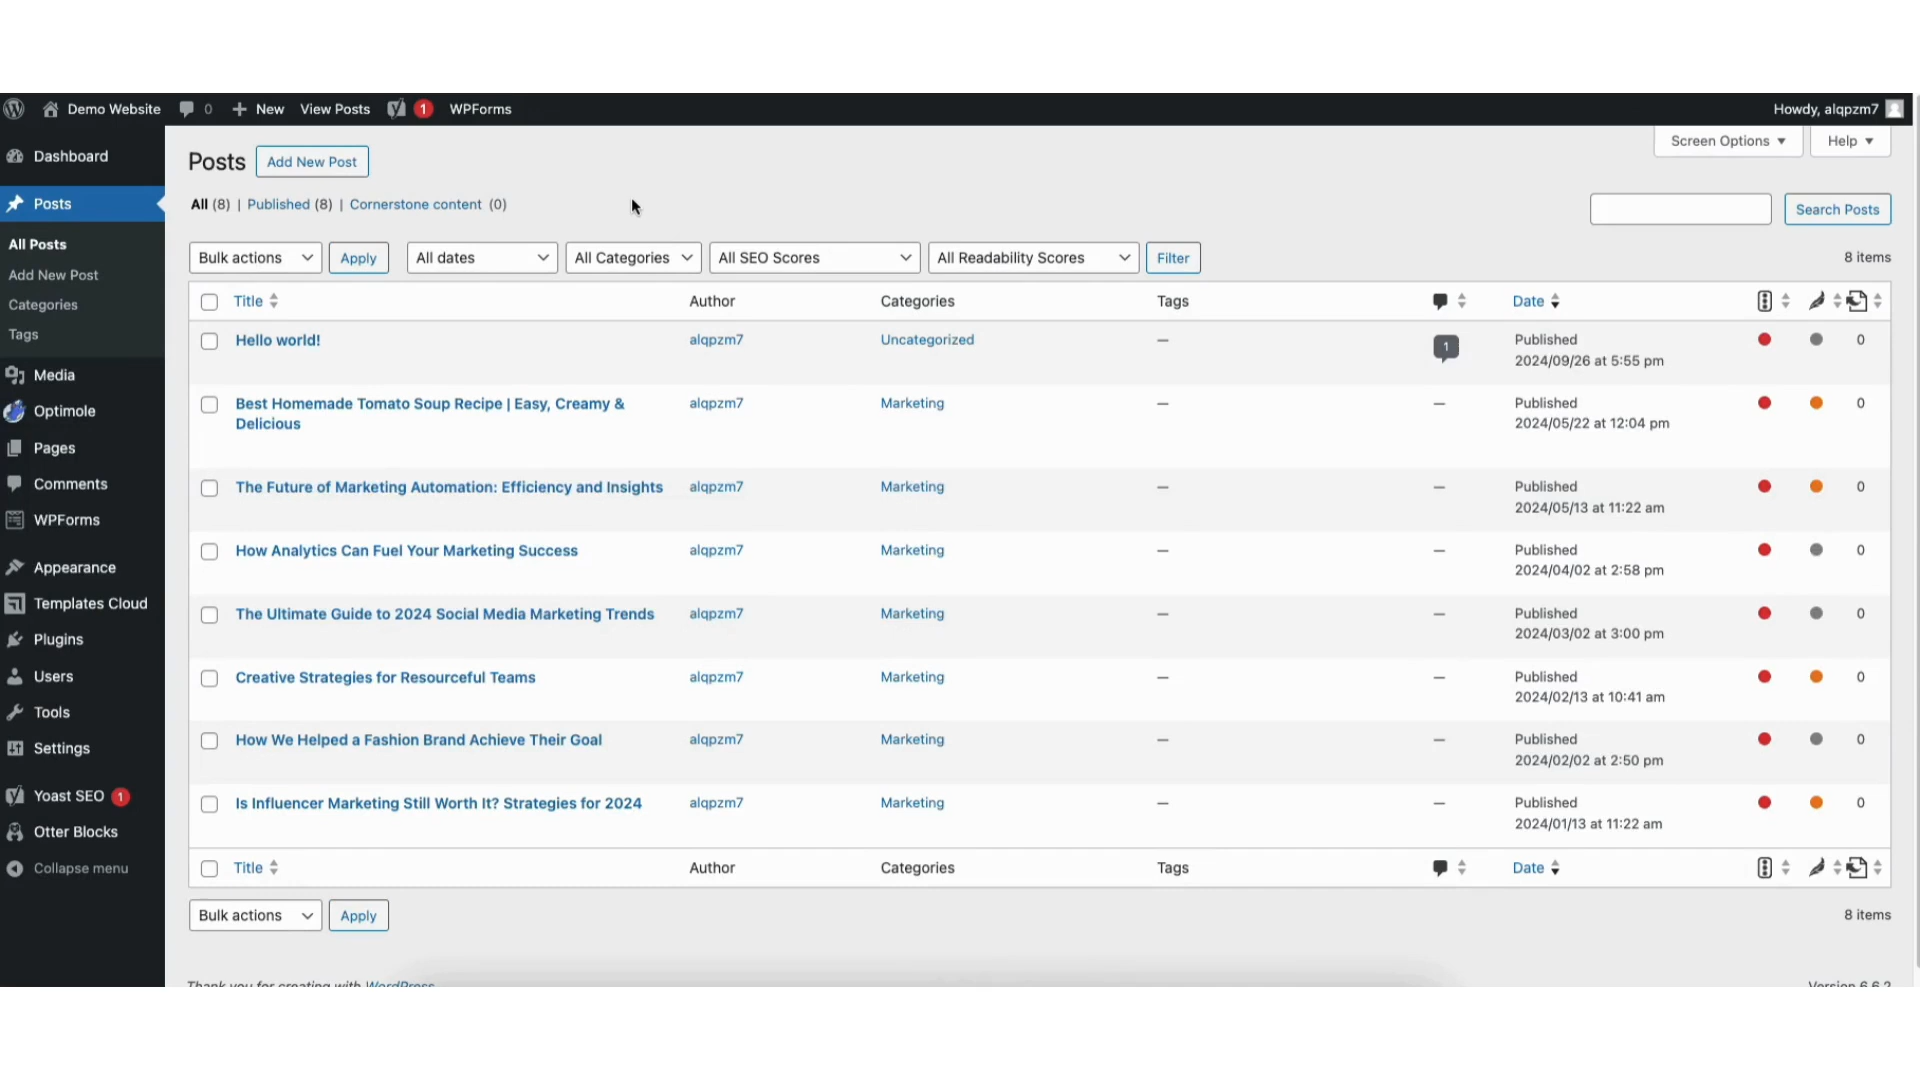 Demo Website 0 New View Posts 1 WPForms Howdy, alqpzm7
Dashboard
Posts
All Posts
Add New Post
Categories
Tags
Media
Optimole
Pages
Comments
WPForms
Appearance
Templates Cloud
Plugins
Users
Tools
Settings
Yoast SEO 1
Otter Blocks
Collapse menu
Posts Add New Post Screen Options Help
All (8) | Published (8) | Cornerstone content (0) Search Posts
Bulk actions Apply All dates All Categories All SEO Scores All Readability Scores Filter 8 items
Title Author Categories Tags Date
Hello world! alqpzm7 Uncategorized — 1 Published 0
2024/09/26 at 5:55 pm
Best Homemade Tomato Soup Recipe | Easy, Creamy & alqpzm7 Marketing — — Published 0
Delicious 2024/05/22 at 12:04 pm
The Future of Marketing Automation: Efficiency and Insights alqpzm7 Marketing — — Published 0
2024/05/13 at 11:22 am
How Analytics Can Fuel Your Marketing Success alqpzm7 Marketing — — Published 0
2024/04/02 at 2:58 pm
The Ultimate Guide to 2024 Social Media Marketing Trends alqpzm7 Marketing — — Published 0
2024/03/02 at 3:00 pm
Creative Strategies for Resourceful Teams alqpzm7 Marketing — — Published 0
2024/02/13 at 10:41 am
How We Helped a Fashion Brand Achieve Their Goal alqpzm7 Marketing — — Published 0
2024/02/02 at 2:50 pm
Is Influencer Marketing Still Worth It? Strategies for 2024 alqpzm7 Marketing — — Published 0
2024/01/13 at 11:22 am
Title Author Categories Tags Date
Bulk actions Apply 8 items
Thank you for creating with WordPress Version 6.6.2